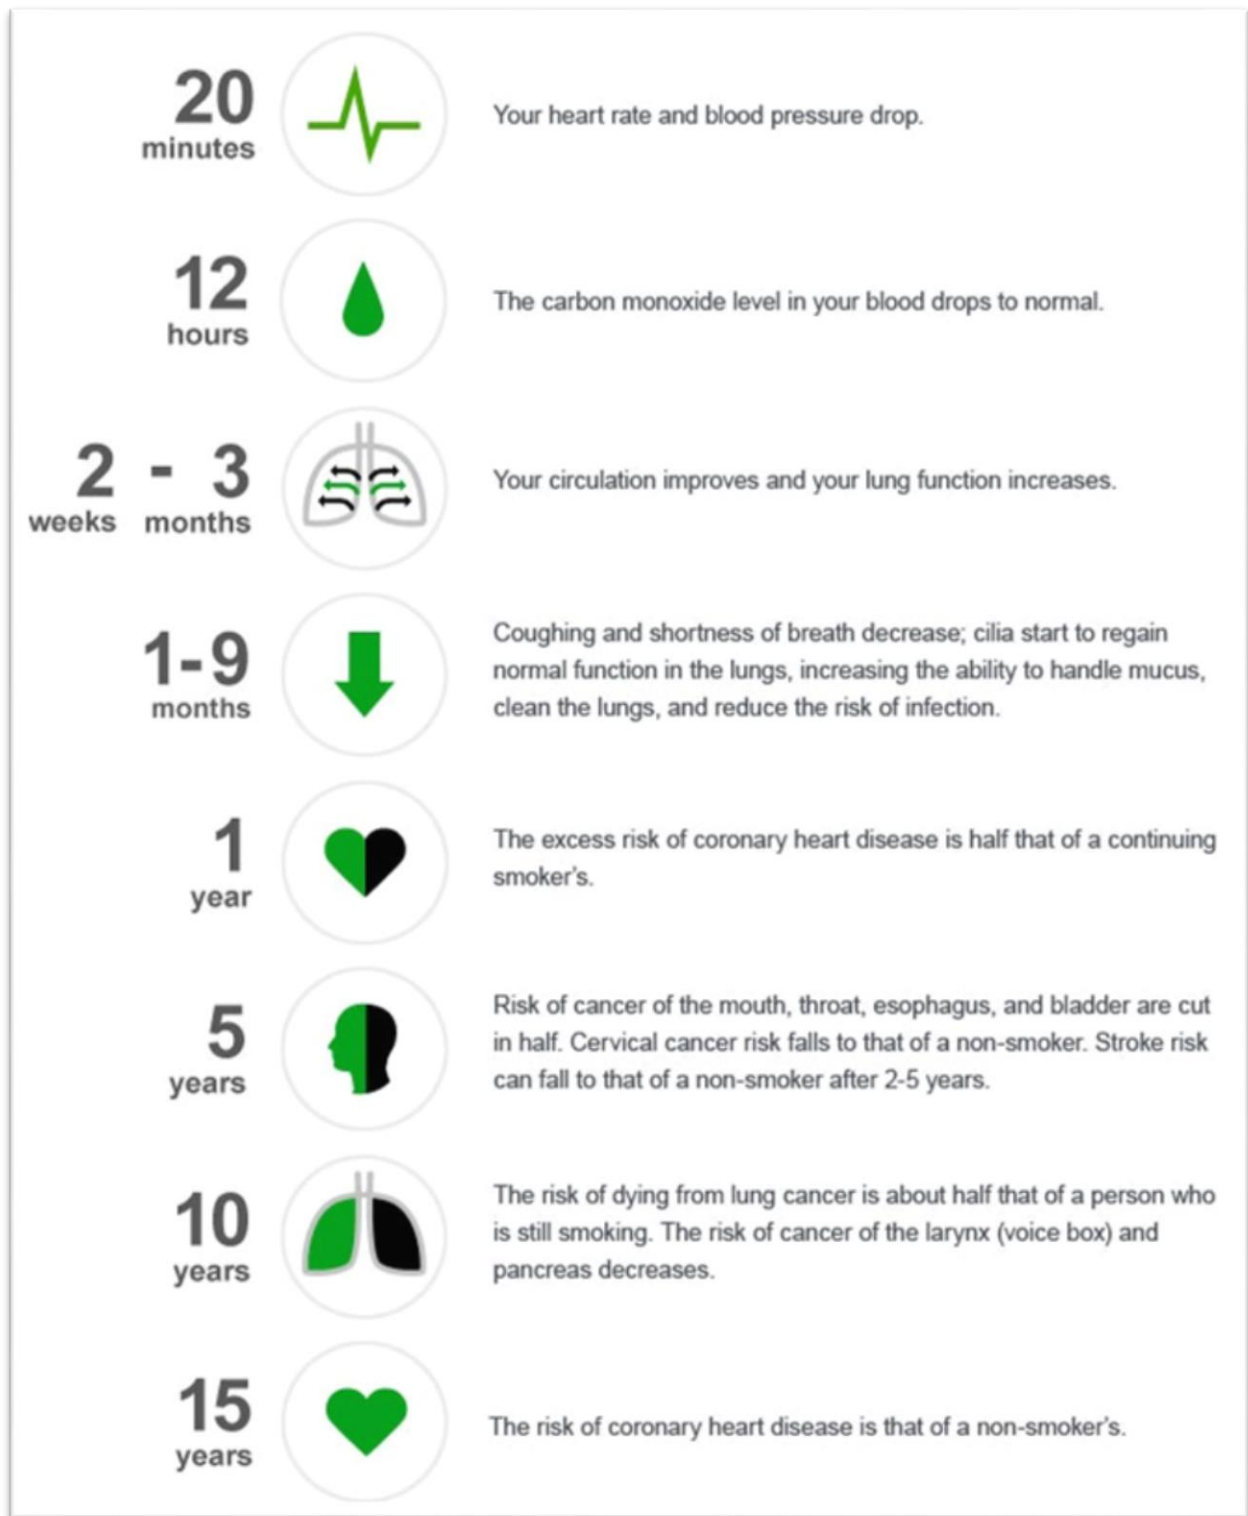 20
minutes
Your heart rate and blood pressure drop.
12
hours
The carbon monoxide level in your blood drops to normal.
2 - 3
weeks months
Your circulation improves and your lung function increases.
1-9
months
Coughing and shortness of breath decrease; cilia start to regain
normal function in the lungs, increasing the ability to handle mucus,
clean the lungs, and reduce the risk of infection.
1
year
The excess risk of coronary heart disease is half that of a continuing
smoker's.
5
years
Risk of cancer of the mouth, throat, esophagus, and bladder are cut
in half. Cervical cancer risk falls to that of a non-smoker. Stroke risk
can fall to that of a non-smoker after 2-5 years.
10
years
The risk of dying from lung cancer is about half that of a person who
is still smoking. The risk of cancer of the larynx (voice box) and
pancreas decreases.
15
years
The risk of coronary heart disease is that of a non-smoker's.